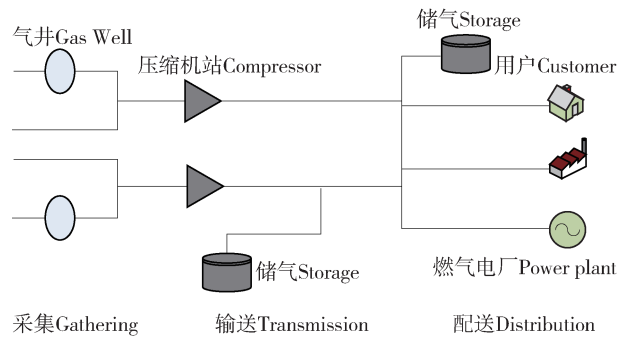 储气Storage
气井Gas Well
压缩机站Compressor
用户Customer
储气Storage
燃气电厂Power plant
采集Gathering
输送Transmission
配送Distribution